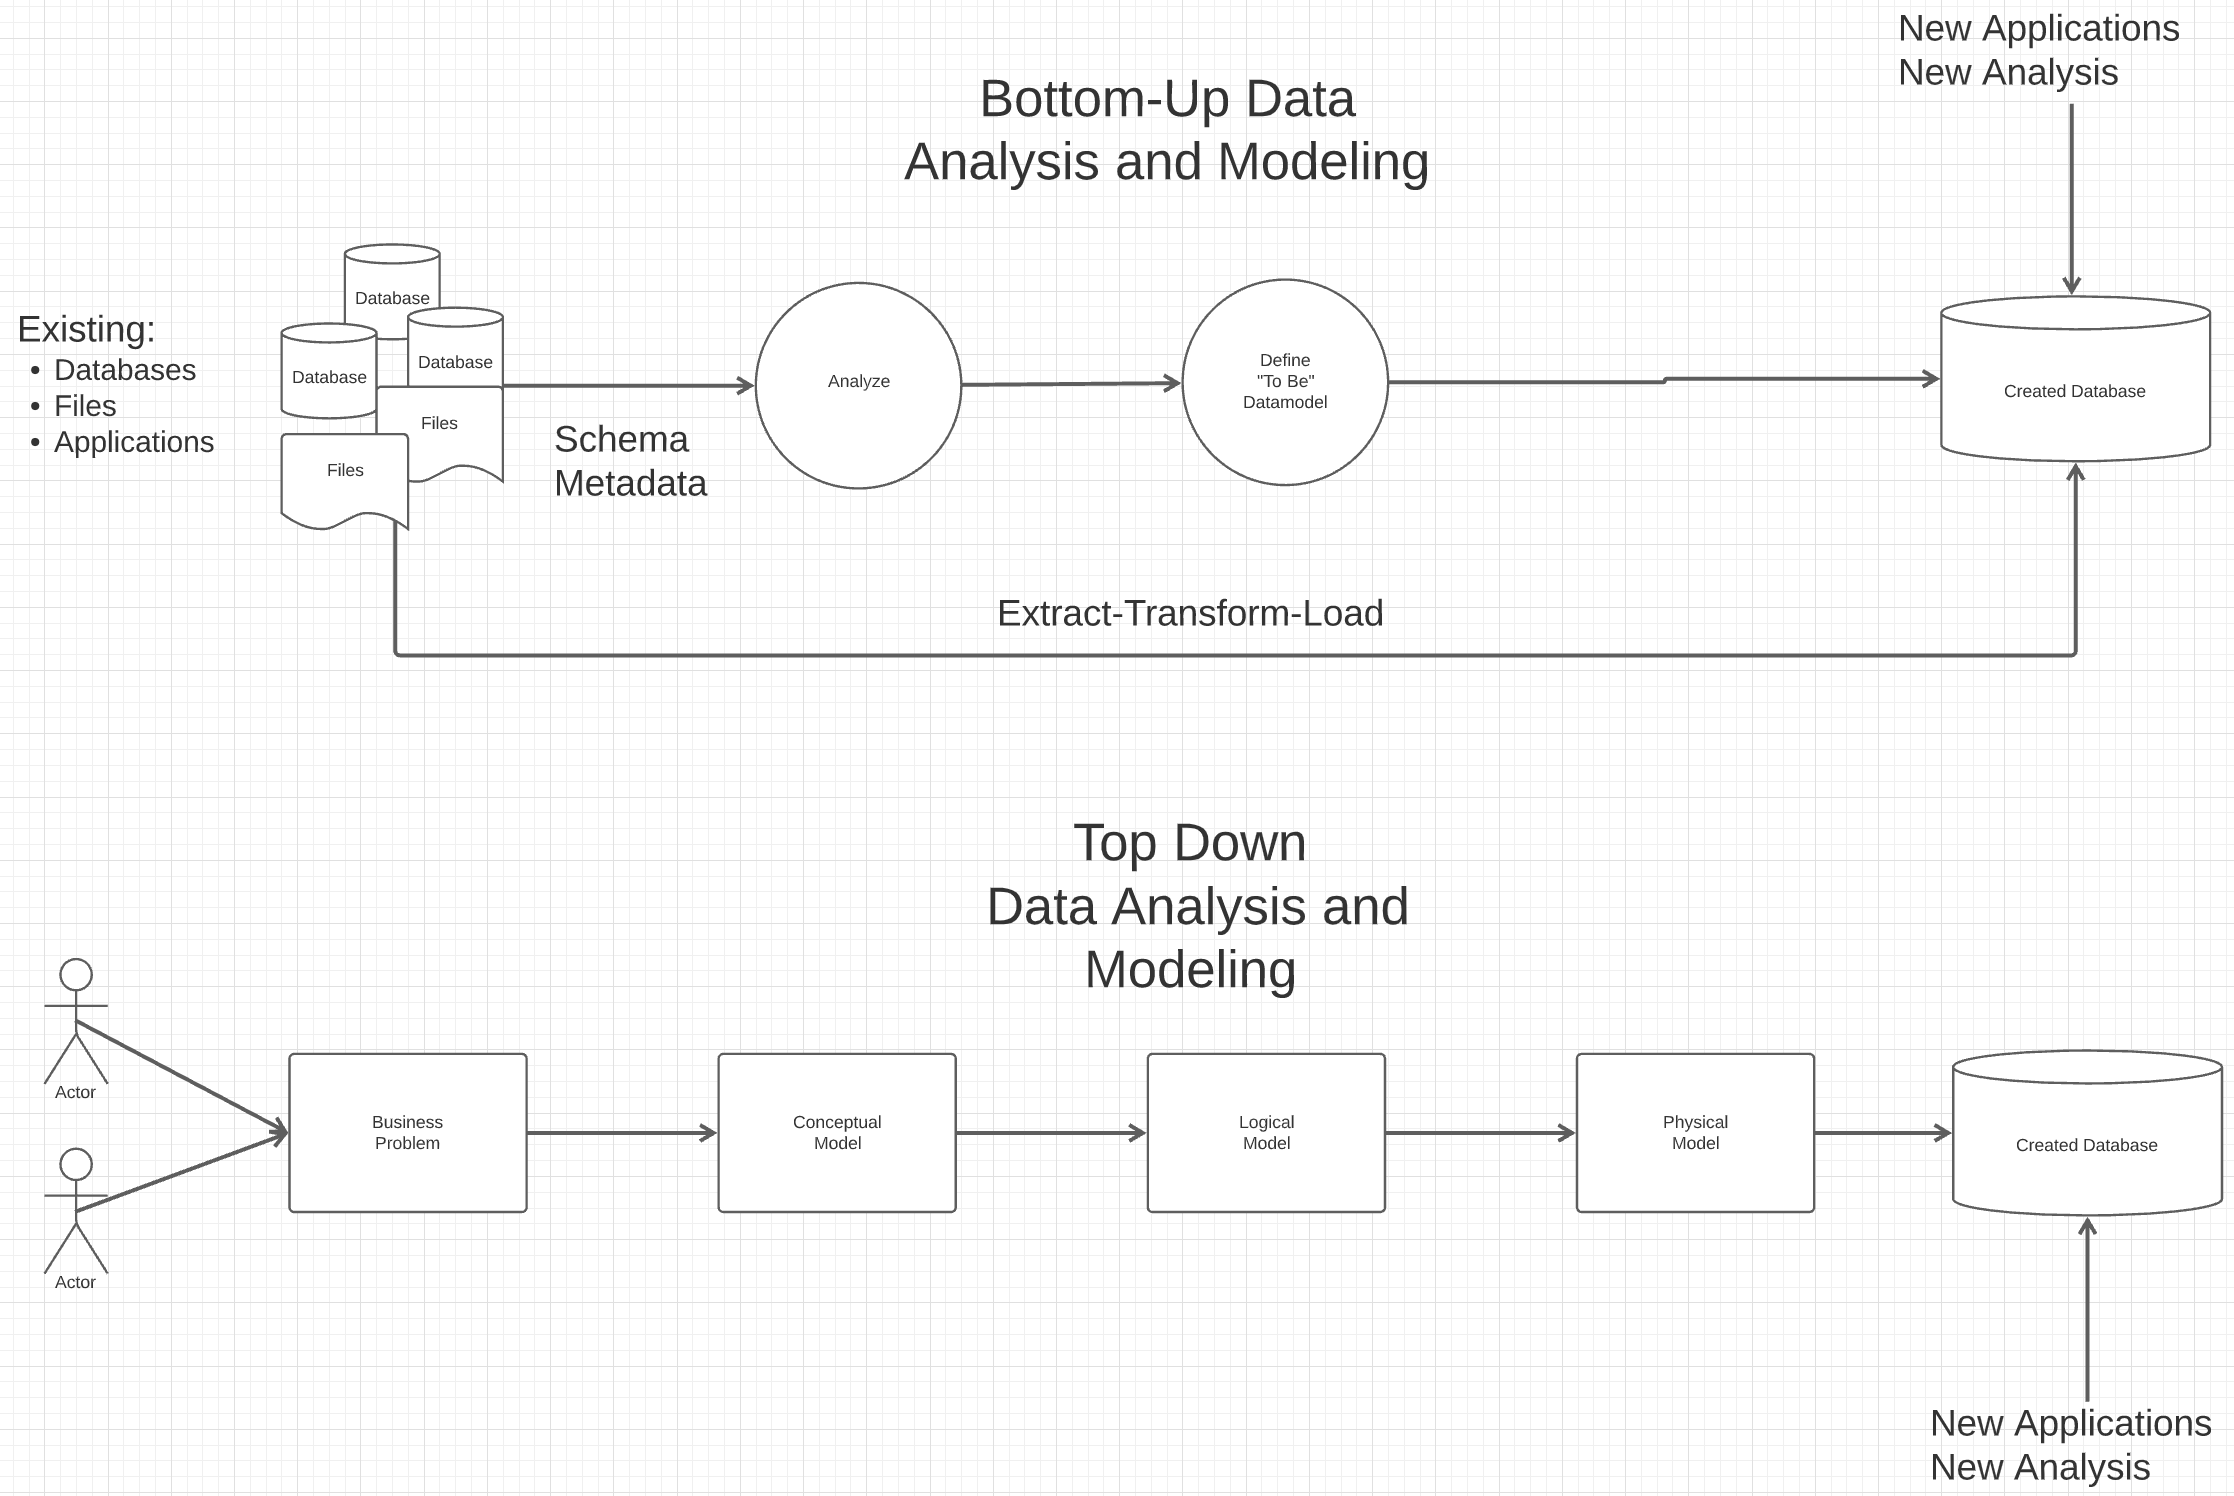 New Applications
New Analysis
Bottom-Up Data
Analysis and Modeling
Existing:
• Databases
• Files
• Applications
Database
Database
Database
Files
Files
Schema
Metadata
Analyze
Define
"To Be"
Datamodel
Created Database
Extract-Transform-Load
Top Down
Data Analysis and
Modeling
Actor
Actor
Business
Problem
Conceptual
Model
Logical
Model
Physical
Model
Created Database
New Applications
New Analysis